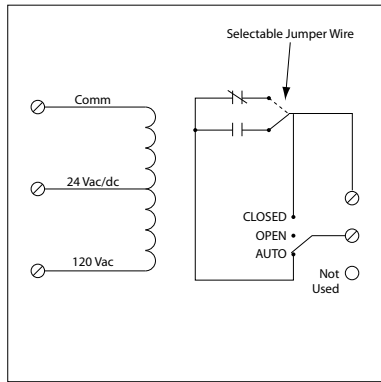 Selectable Jumper Wire
Comm
24 Vac/dc
120 Vac
CLOSED
OPEN
AUTO
Not
Used